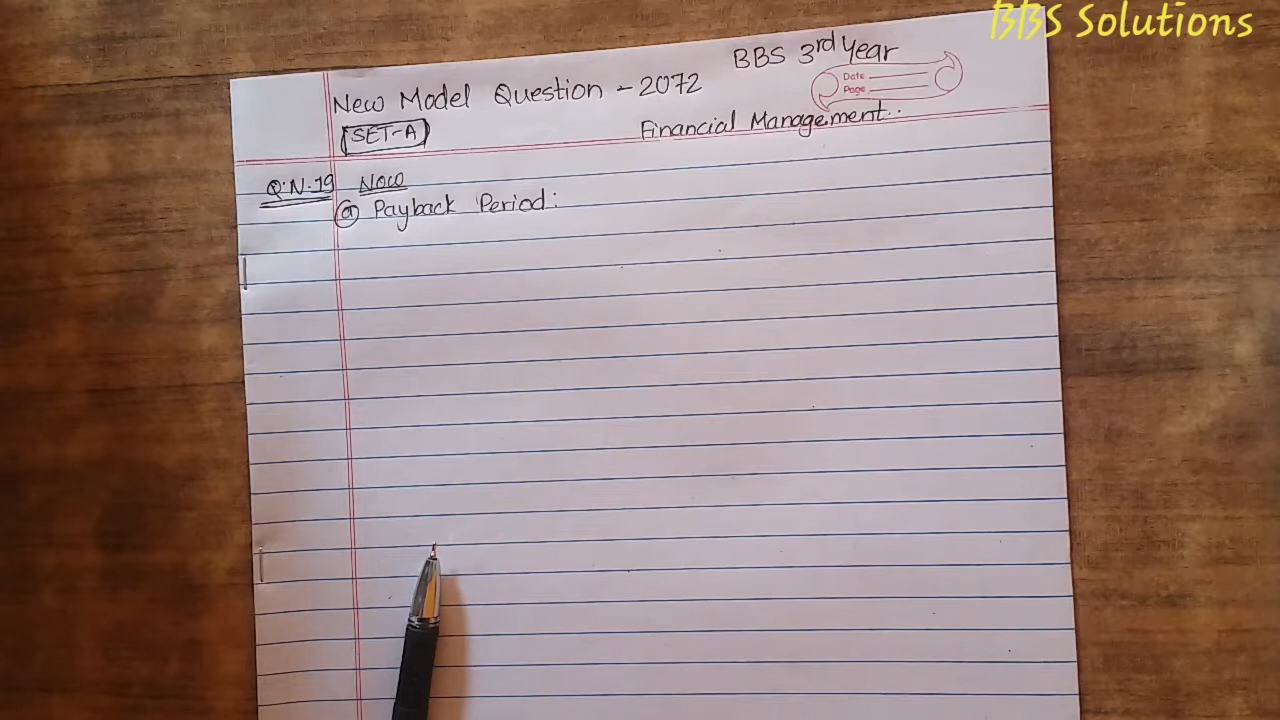 BBS Solutions
BBS 3rd Year
New Model Question - 2072
Date
Page
SET-A
Financial Management..
Q.N.19 Now
a Payback Period: